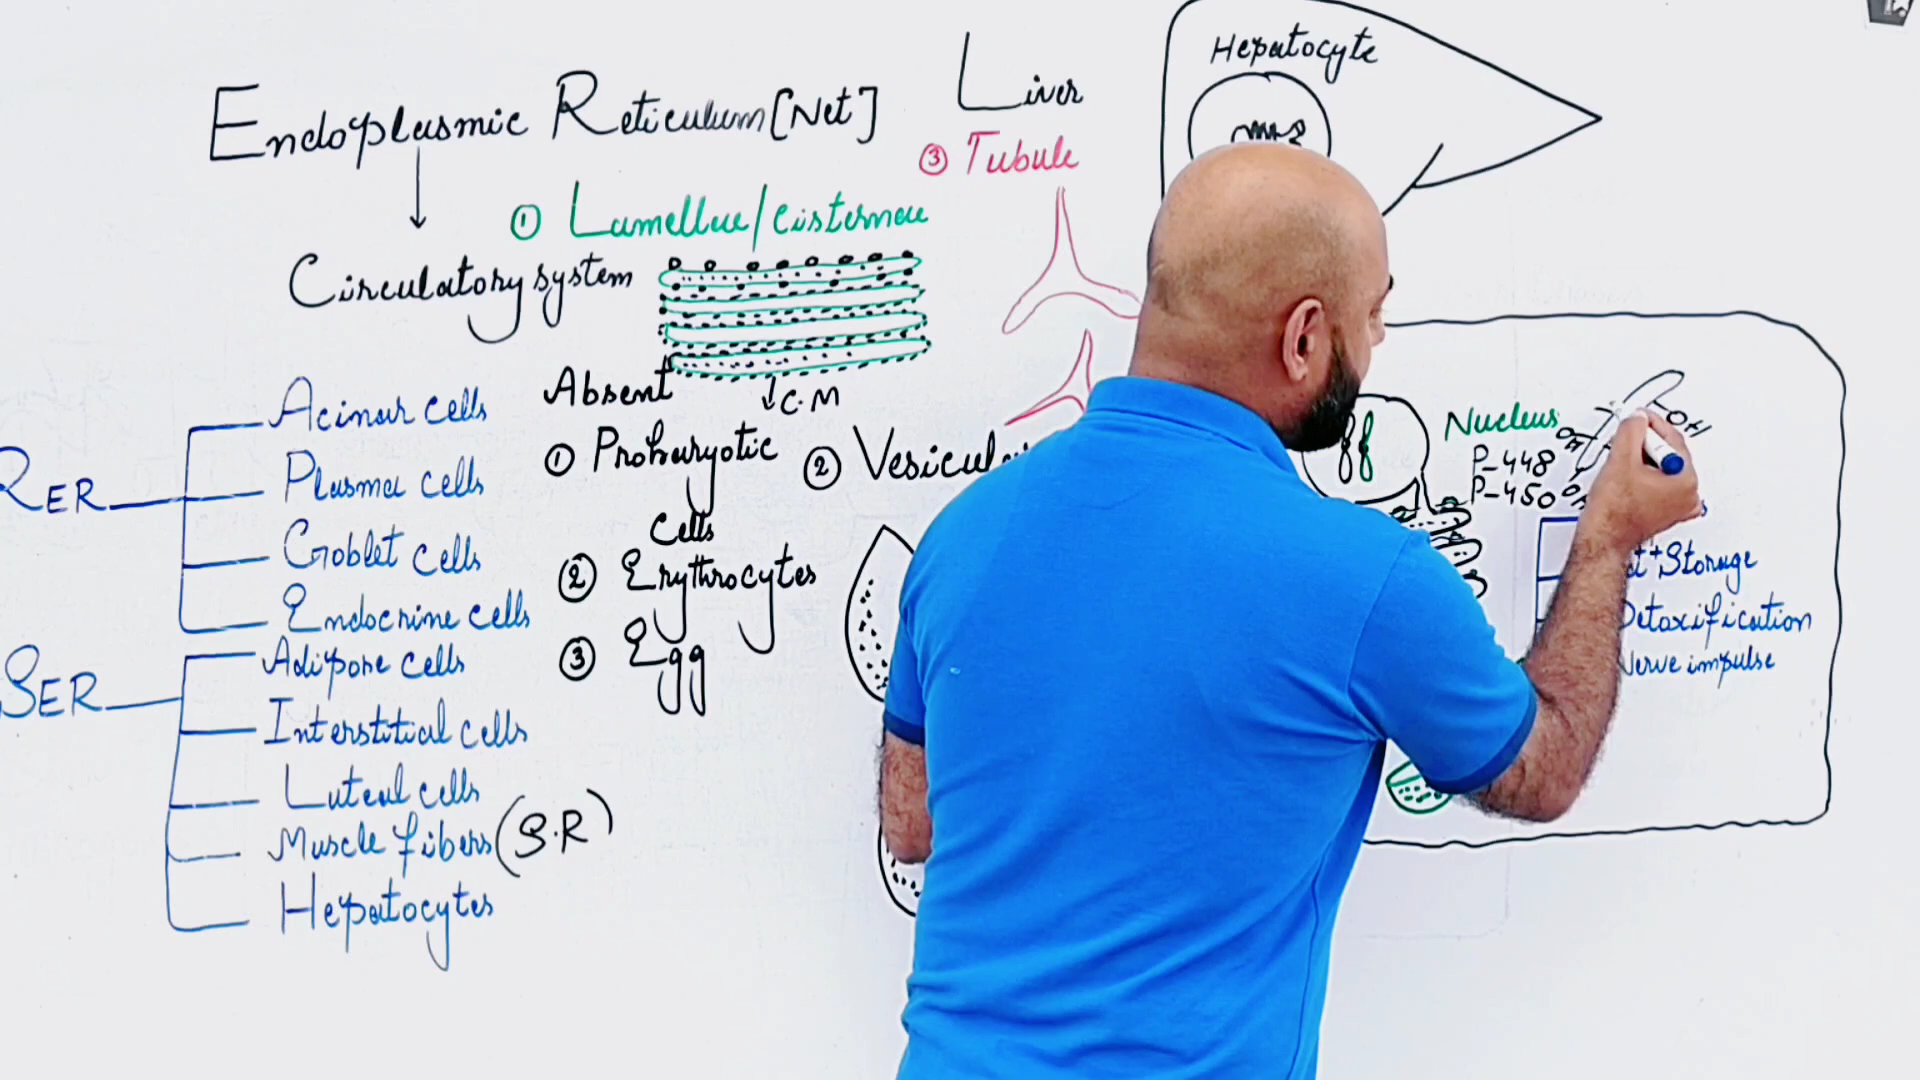 Endoplasmic Reticulum [Net]
Circulatory system
① Lamellae/Cisternae
C.M
Liver
③ Tubule
Hepatocyte
RER
Acinar cells
Plasma cells
Goblet cells
Endocrine cells
SER
Adipose cells
Interstitial cells
Luteal cells
Muscle fibers (S.R)
Hepatocytes
Absent
① Prokaryotic
Cells
② Erythrocytes
③ Egg
②
Nucleus
P-448
P-450
OH
OH
Storage
Detoxification
Nerve impulse